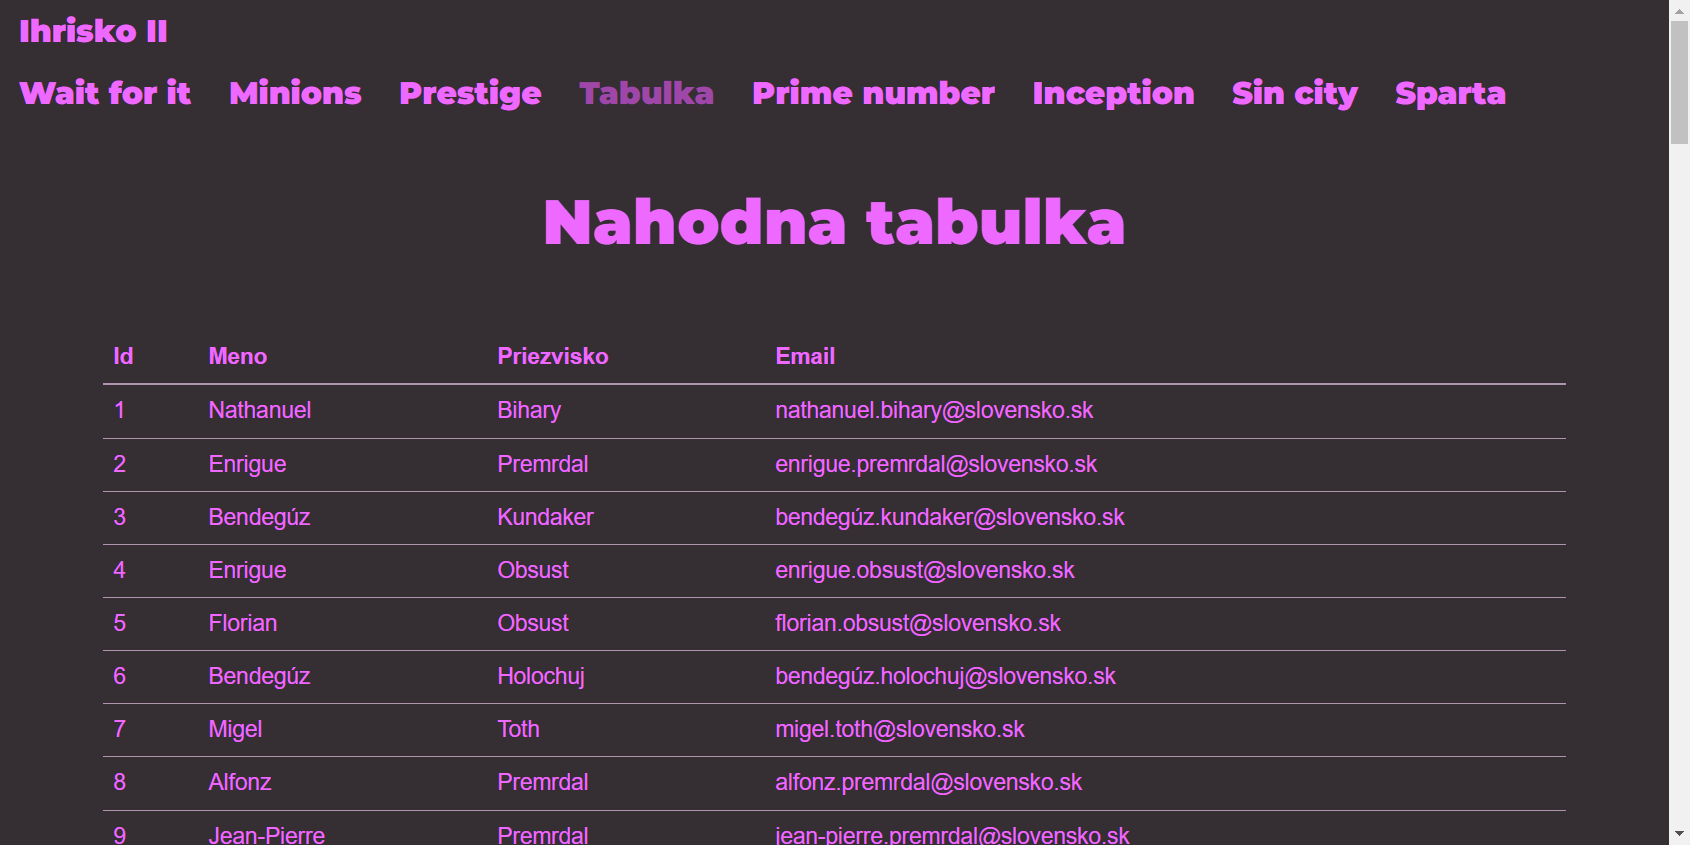 Ihrisko II
Wait for it Minions Prestige Tabulka Prime number Inception Sin city Sparta
Nahodna tabulka
Id Meno Priezvisko Email
1 Nathanuel Bihary nathanuel.bihary@slovensko.sk
2 Enrigue Premrdal enrigue.premrdal@slovensko.sk
3 Bendegúz Kundaker bendegúz.kundaker@slovensko.sk
4 Enrigue Obsust enrigue.obsust@slovensko.sk
5 Florian Obsust florian.obsust@slovensko.sk
6 Bendegúz Holochuj bendegúz.holochuj@slovensko.sk
7 Migel Toth migel.toth@slovensko.sk
8 Alfonz Premrdal alfonz.premrdal@slovensko.sk
9 Jean-Pierre Premrdal jean-pierre.premrdal@slovensko.sk